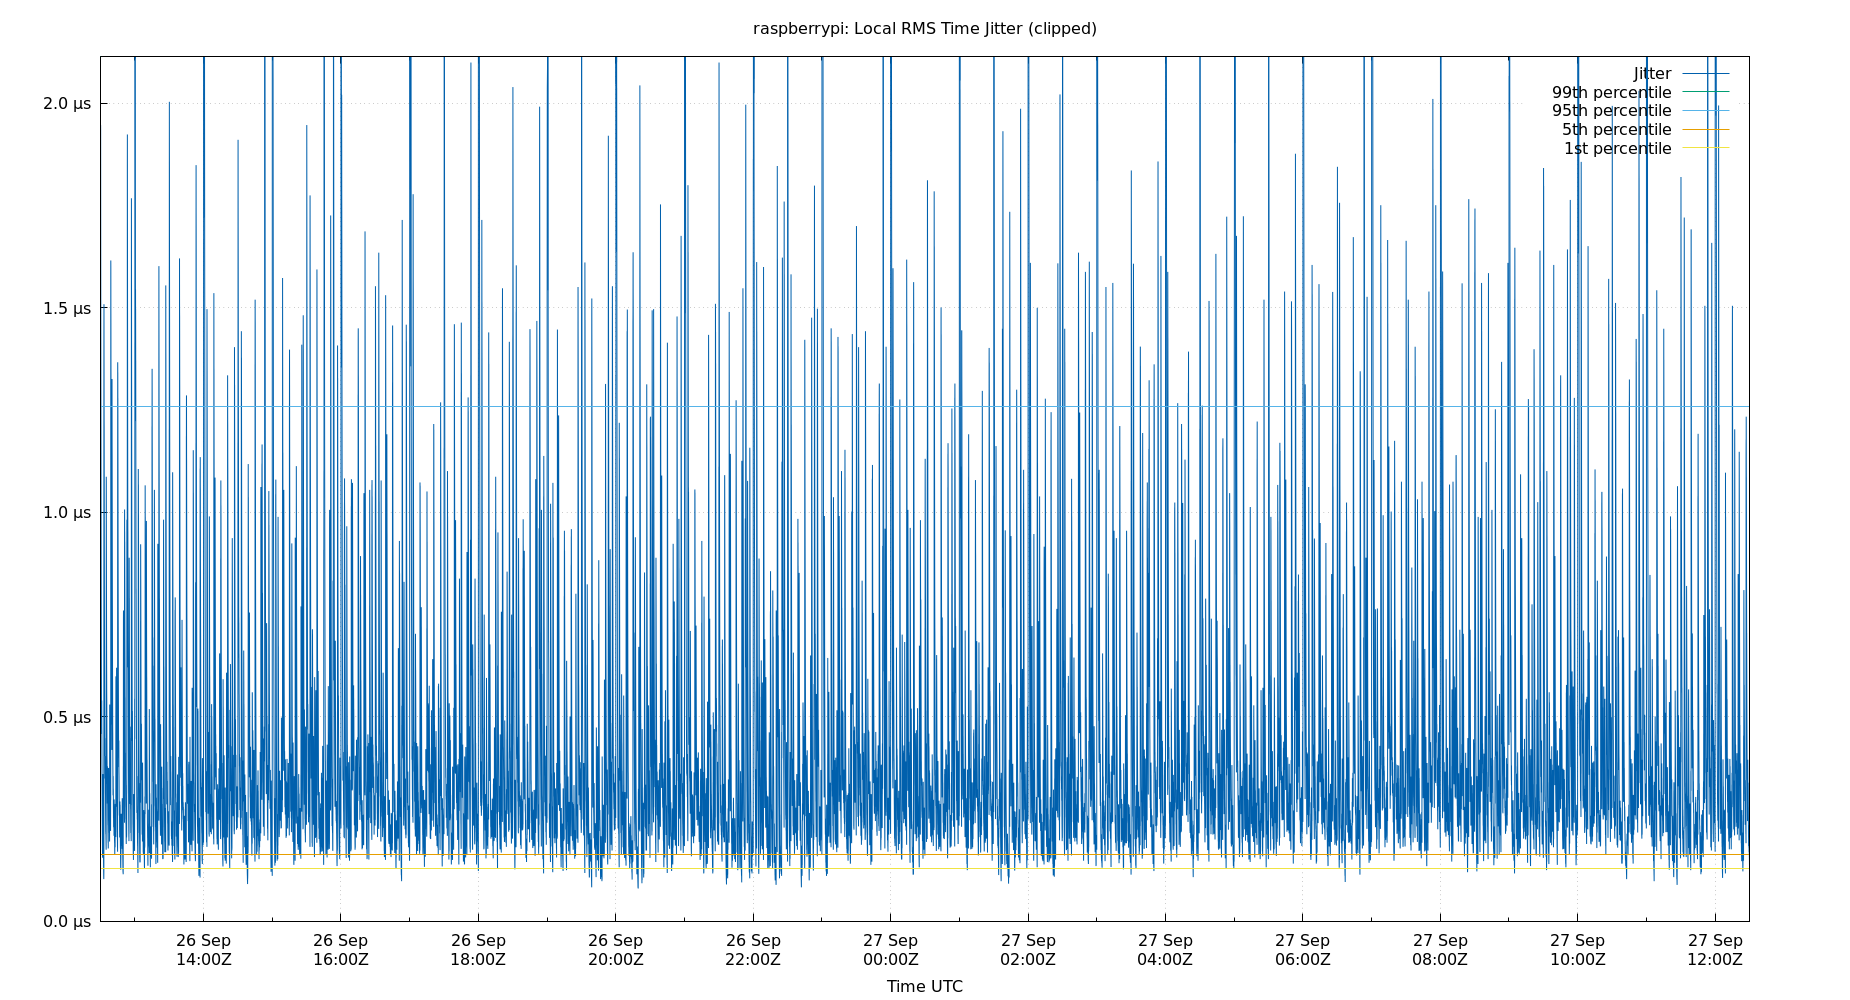 raspberrypi: Local RMS Time Jitter (clipped)
Jitter
99th percentile
95th percentile
5th percentile
1st percentile
2.0 µs
1.5 µs
1.0 µs
0.5 µs
0.0 µs
26 Sep 26 Sep 26 Sep 26 Sep 26 Sep 27 Sep 27 Sep 27 Sep 27 Sep 27 Sep 27 Sep 27 Sep
14:00Z 16:00Z 18:00Z 20:00Z 22:00Z 00:00Z 02:00Z 04:00Z 06:00Z 08:00Z 10:00Z 12:00Z
Time UTC